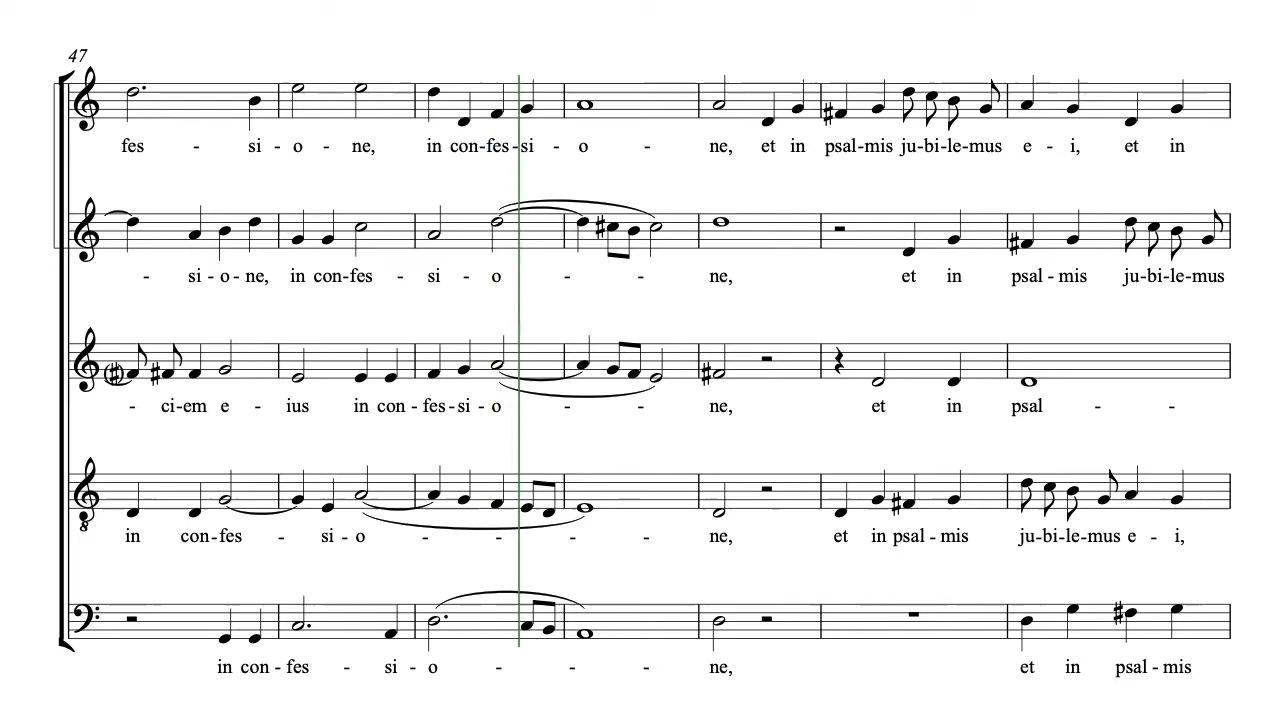 47
fes - si - o - ne, in con-fes-si - o - ne, et in psal-mis ju-bi-le-mus e - i, et in
- si-o-ne, in con-fes - si - o - - - ne, et in psal-mis ju-bi-le-mus
- ci-em e - ius in con-fes-si-o - - ne, et in psal - -
8
in con-fes - si-o - - - - ne, et in psal-mis ju-bi-le-mus e - i,
in con-fes - si - o - - - ne, et in psal-mis